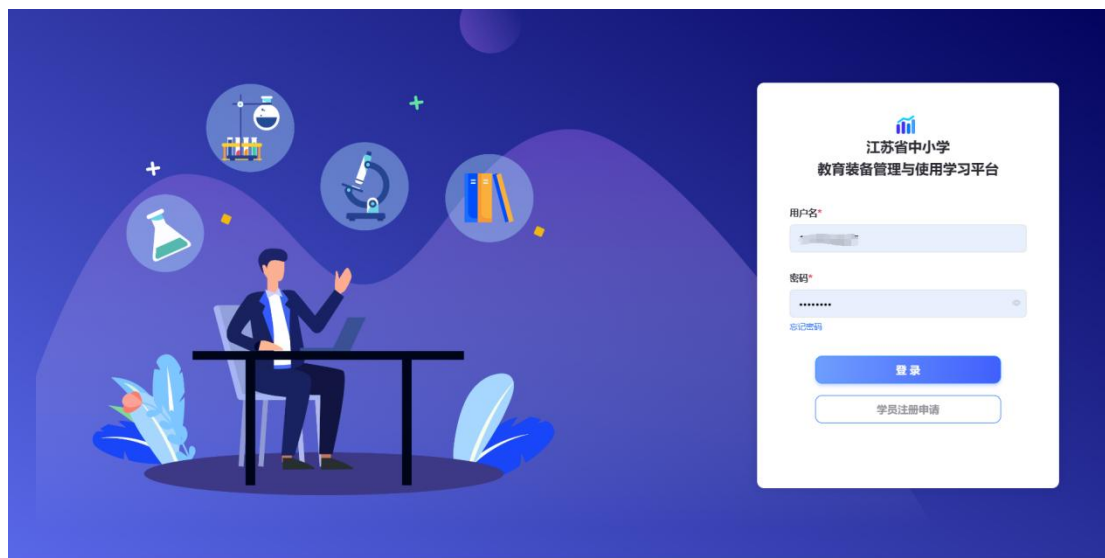 江苏省中小学
教育装备管理与使用学习平台
用户名*
密码*
••••••••
忘记密码
登录
学员注册申请